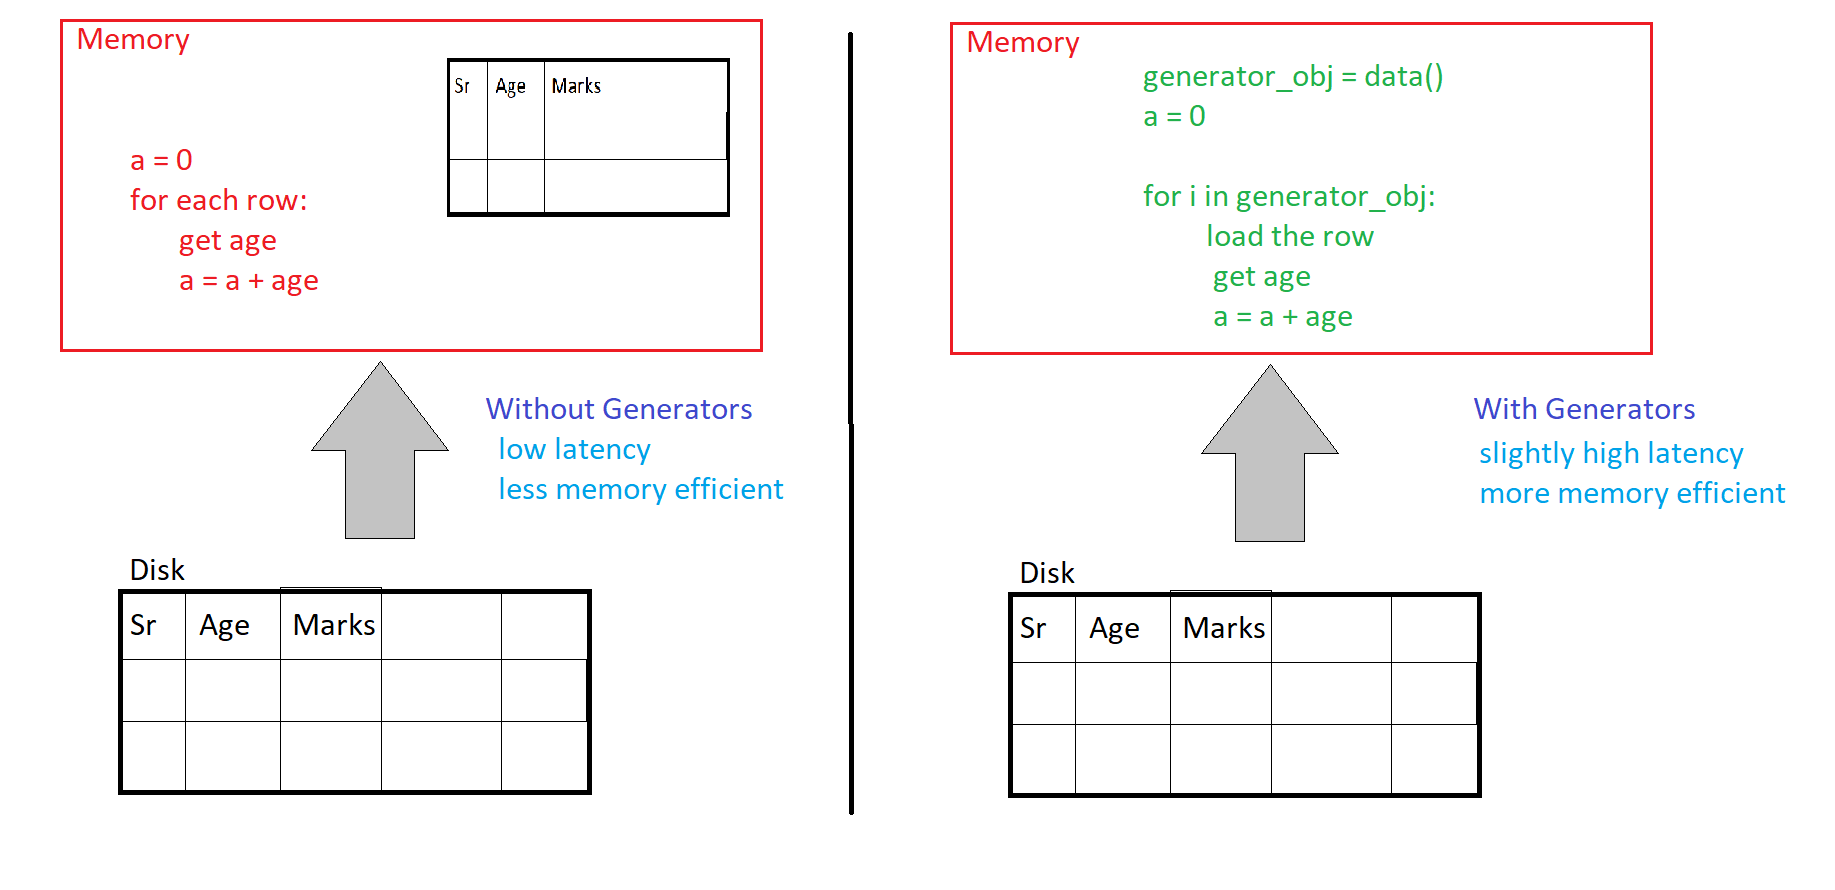 Memory
Sr Age Marks
a = 0
for each row:
get age
a = a + age
Without Generators
low latency
less memory efficient
Disk
Sr Age Marks
Memory
generator_obj = data()
a = 0
for i in generator_obj:
load the row
get age
a = a + age
With Generators
slightly high latency
more memory efficient
Disk
Sr Age Marks